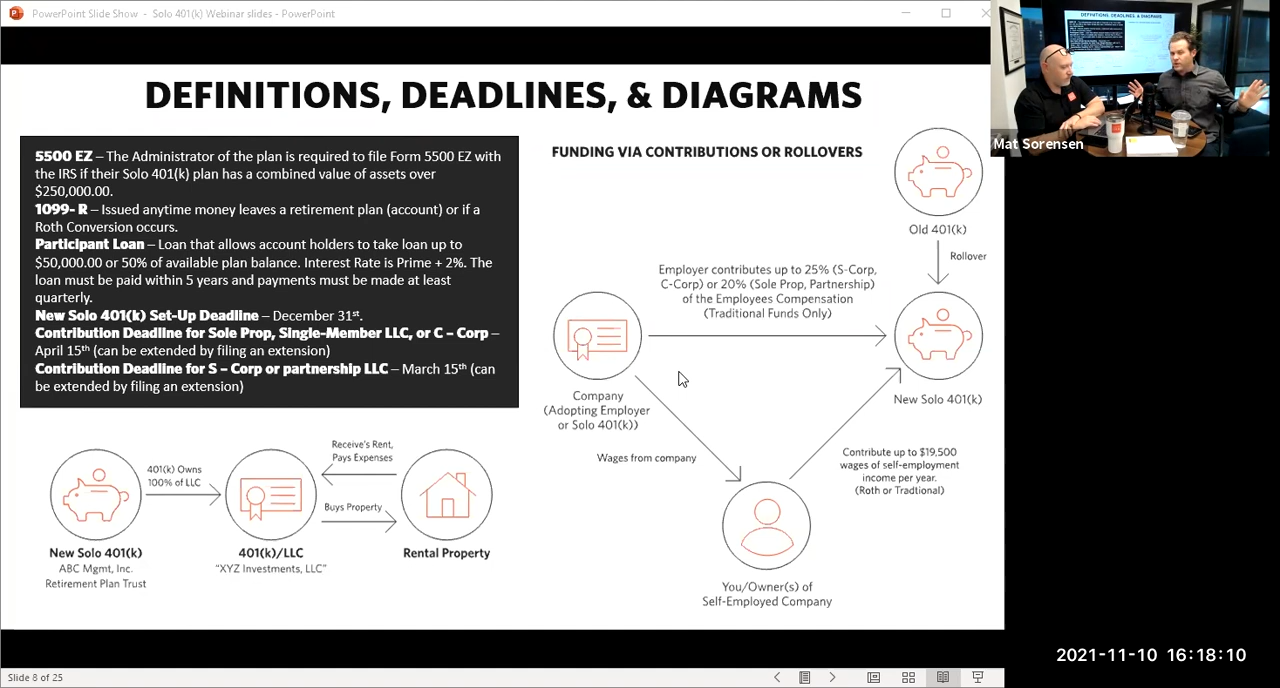 PowerPoint Slide Show - Solo 401(k) Webinar slides - PowerPoint
DEFINITIONS, DEADLINES, & DIAGRAMS
5500 EZ – The Administrator of the plan is required to file Form 5500 EZ with
the IRS if their Solo 401(k) plan has a combined value of assets over
$250,000.00.
1099- R – Issued anytime money leaves a retirement plan (account) or if a
Roth Conversion occurs.
Participant Loan – Loan that allows account holders to take loan up to
$50,000.00 or 50% of available plan balance. Interest Rate is Prime + 2%. The
loan must be paid within 5 years and payments must be made at least
quarterly.
New Solo 401(k) Set-Up Deadline – December 31st.
Contribution Deadline for Sole Prop, Single-Member LLC, or C – Corp –
April 15th (can be extended by filing an extension)
Contribution Deadline for S – Corp or partnership LLC – March 15th (can
be extended by filing an extension)
FUNDING VIA CONTRIBUTIONS OR ROLLOVERS
Old 401(k)
Rollover
Employer contributes up to 25% (S-Corp,
C-Corp) or 20% (Sole Prop, Partnership)
of the Employees Compensation
(Traditional Funds Only)
Company
(Adopting Employer
or Solo 401(k))
New Solo 401(k)
Wages from company
Contribute up to $19,500
wages of self-employment
income per year.
(Roth or Tradtional)
You/Owner(s) of
Self-Employed Company
401(k) Owns
100% of LLC
Receive's Rent,
Pays Expenses
Buys Property
New Solo 401(k)
ABC Mgmt, Inc.
Retirement Plan Trust
401(k)/LLC
“XYZ Investments, LLC”
Rental Property
DEFINITIONS, DEADLINES, & DIAGRAMS
Mat Sorensen
2021-11-10 16:18:10
Slide 8 of 25